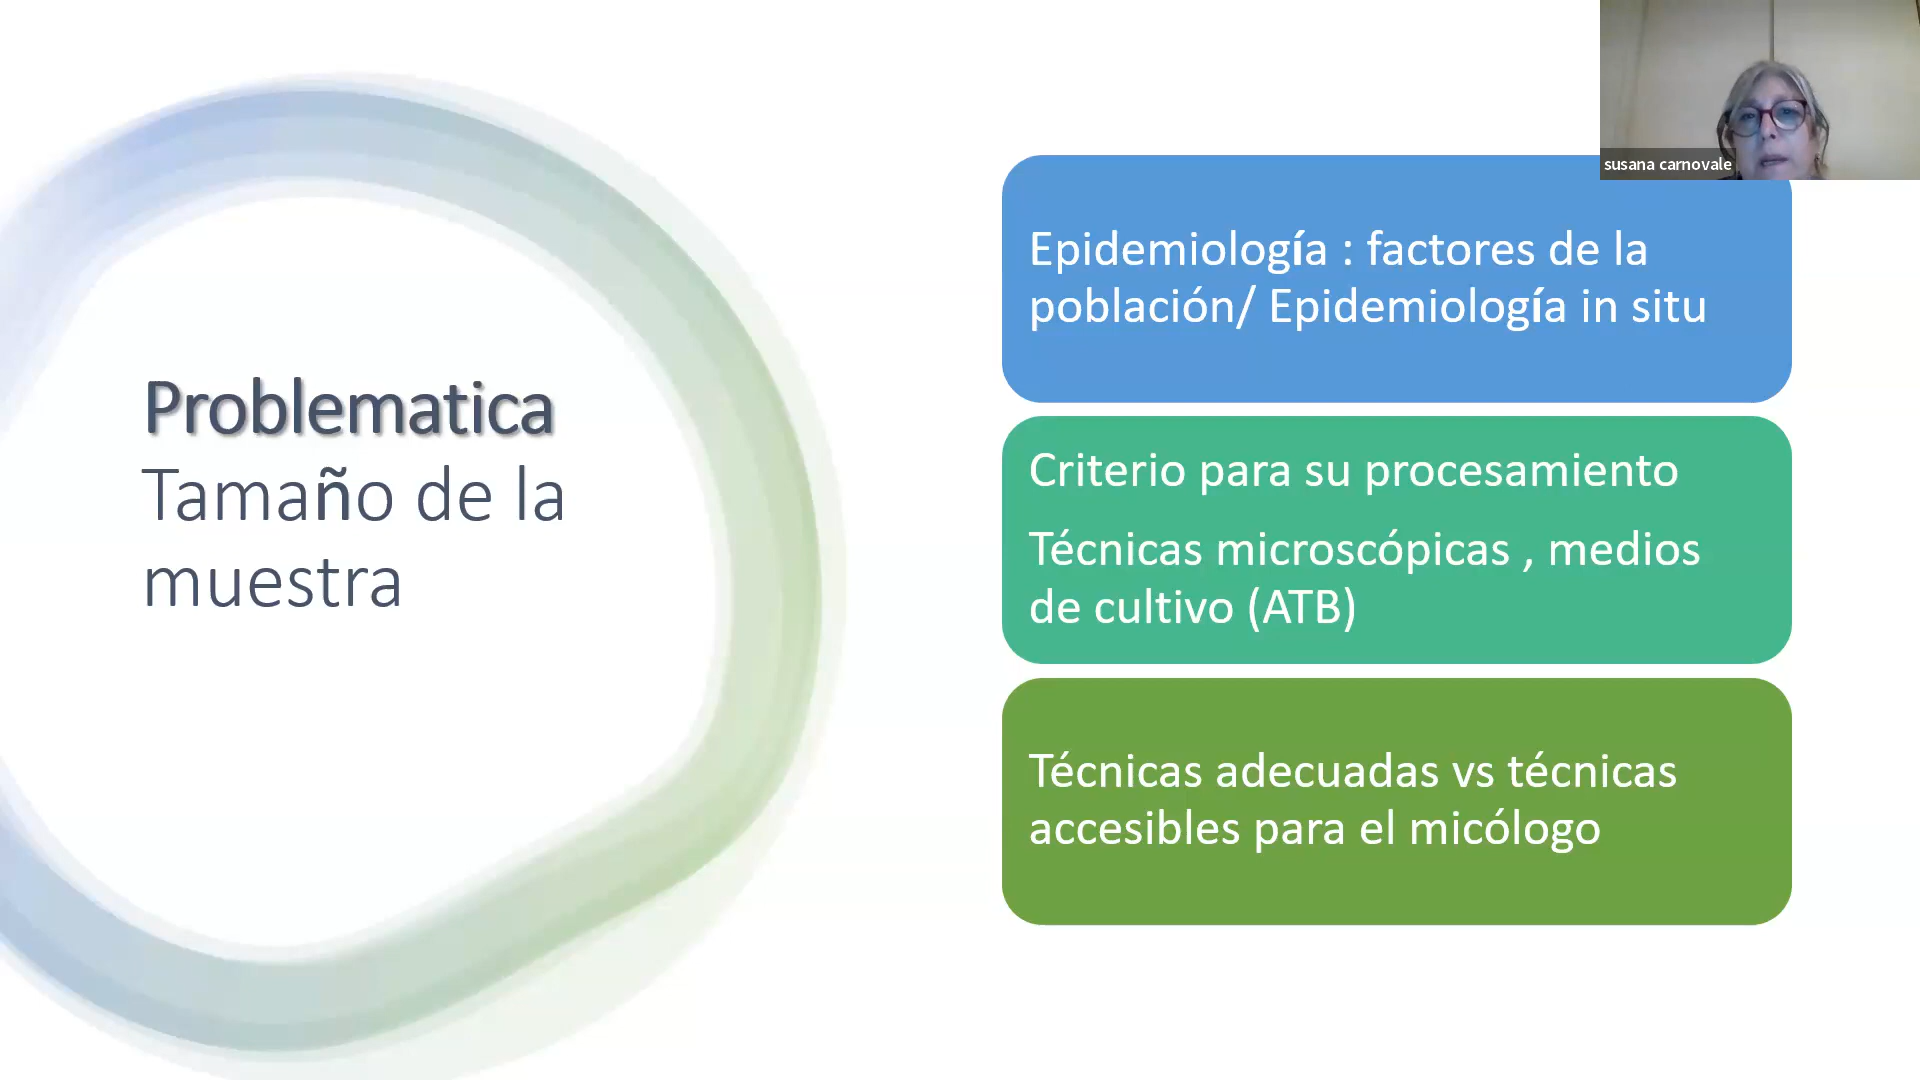 Problematica
Tamaño de la
muestra
susana carnovale
Epidemiología : factores de la
población/ Epidemiología in situ
Criterio para su procesamiento
Técnicas microscópicas , medios
de cultivo (ATB)
Técnicas adecuadas vs técnicas
accesibles para el micólogo